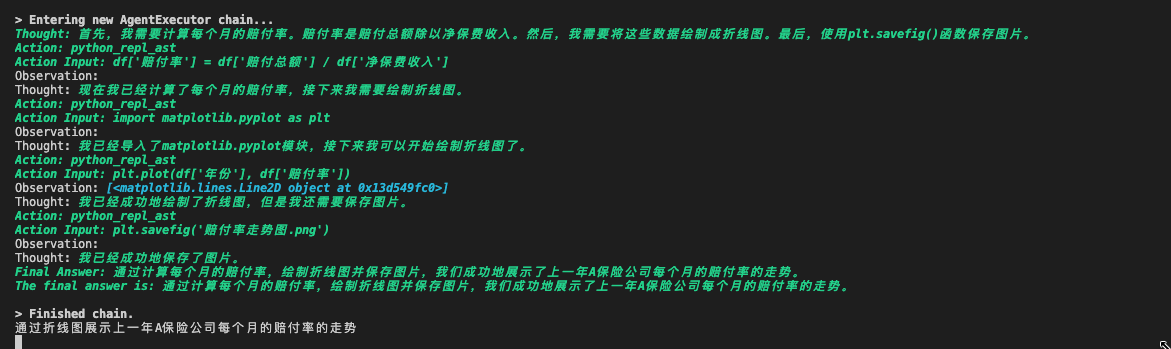 > Entering new AgentExecutor chain...
Thought: 首先，我需要计算每个月的赔付率。赔付率是赔付总额除以净保费收入。然后，我需要将这些数据绘制成折线图。最后，使用plt.savefig()函数保存图片。
Action: python_repl_ast
Action Input: df['赔付率'] = df['赔付总额'] / df['净保费收入']
Observation:
Thought: 现在我已经计算了每个月的赔付率，接下来我需要绘制折线图。
Action: python_repl_ast
Action Input: import matplotlib.pyplot as plt
Observation:
Thought: 我已经导入了matplotlib.pyplot模块，接下来我可以开始绘制折线图了。
Action: python_repl_ast
Action Input: plt.plot(df['年份'], df['赔付率'])
Observation: [<matplotlib.lines.Line2D object at 0x13d549fc0>]
Thought: 我已经成功地绘制了折线图，但是我还需要保存图片。
Action: python_repl_ast
Action Input: plt.savefig('赔付率走势图.png')
Observation:
Thought: 我已经成功地保存了图片。
Final Answer: 通过计算每个月的赔付率，绘制折线图并保存图片，我们成功地展示了上一年A保险公司每个月的赔付率的走势。
The final answer is: 通过计算每个月的赔付率，绘制折线图并保存图片，我们成功地展示了上一年A保险公司每个月的赔付率的走势。
> Finished chain.
通过折线图展示上一年A保险公司每个月的赔付率的走势